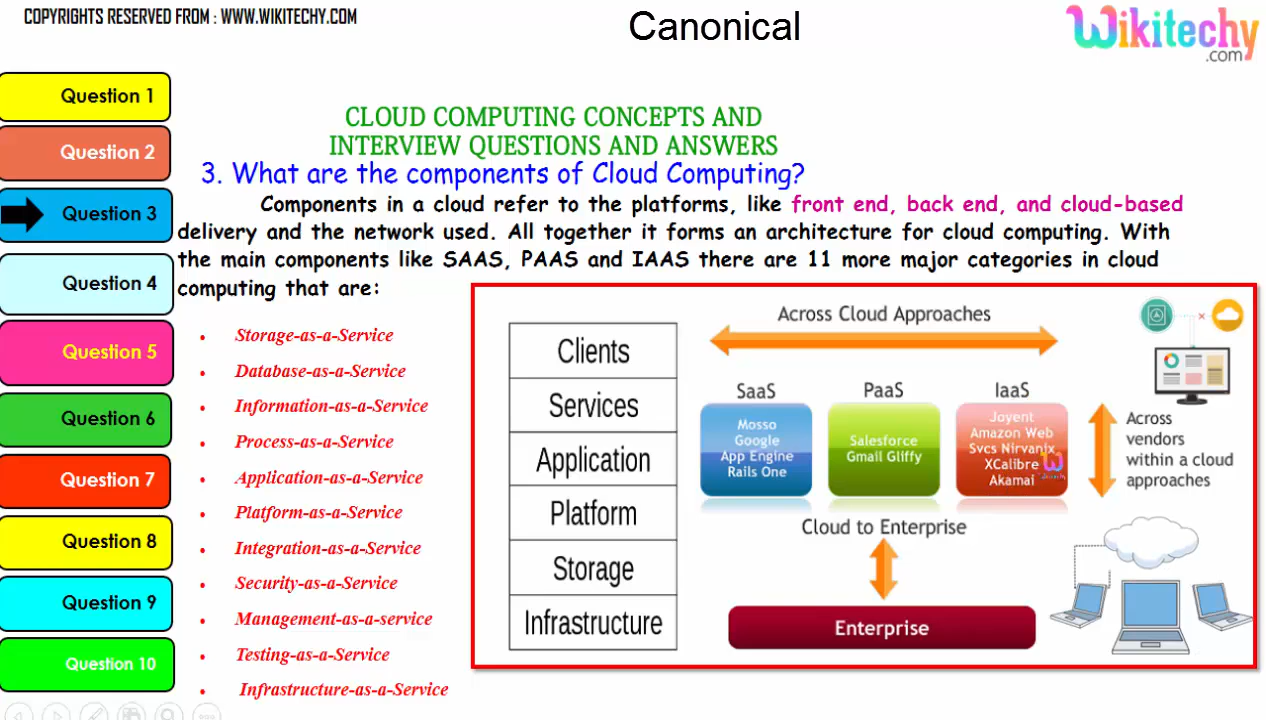 COPYRIGHTS RESERVED FROM : WWW.WIKITECHY.COM
Canonical
Wikitechy
.com
Question 1
Question 2
Question 3
Question 4
Question 5
Question 6
Question 7
Question 8
Question 9
Question 10
CLOUD COMPUTING CONCEPTS AND
INTERVIEW QUESTIONS AND ANSWERS
3. What are the components of Cloud Computing?
Components in a cloud refer to the platforms, like front end, back end, and cloud-based
delivery and the network used. All together it forms an architecture for cloud computing. With
the main components like SAAS, PAAS and IAAS there are 11 more major categories in cloud
computing that are:
• Storage-as-a-Service
• Database-as-a-Service
• Information-as-a-Service
• Process-as-a-Service
• Application-as-a-Service
• Platform-as-a-Service
• Integration-as-a-Service
• Security-as-a-Service
• Management-as-a-service
• Testing-as-a-Service
• Infrastructure-as-a-Service
Clients
Services
Application
Platform
Storage
Infrastructure
Across Cloud Approaches
SaaS
Mosso
Google
App Engine
Rails One
PaaS
Salesforce
Gmail Gliffy
IaaS
Joyent
Amazon Web
Svcs Nirvanix
XCalibre
Akamai
Across
vendors
within a cloud
approaches
Cloud to Enterprise
Enterprise